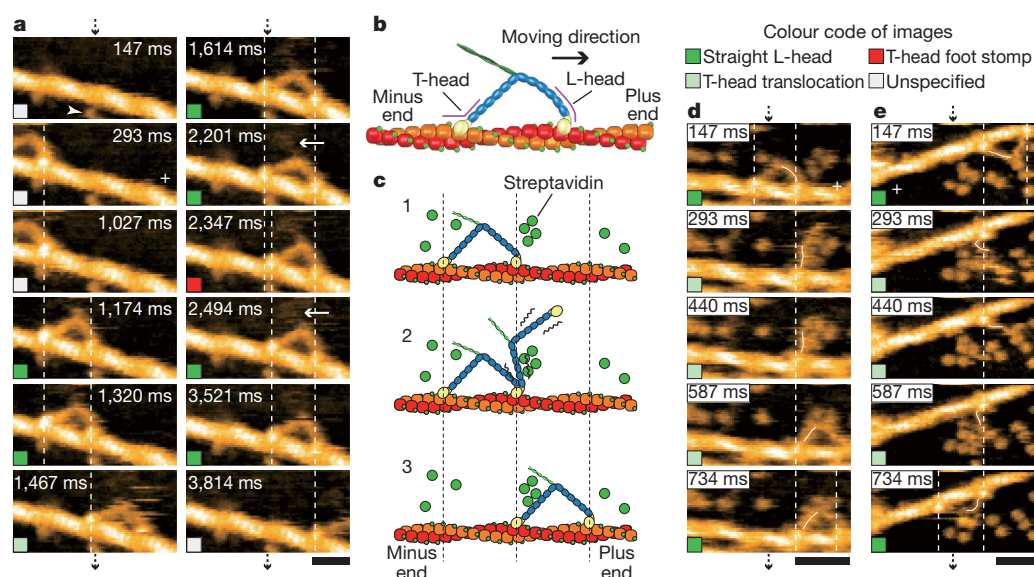 a
147 ms
293 ms
+
1,027 ms
1,174 ms
1,320 ms
1,467 ms
1,614 ms
2,201 ms
2,347 ms
2,494 ms
3,521 ms
3,814 ms
b
Moving direction
T-head
L-head
Minus
end
Plus
end
c
Streptavidin
1
2
3
Minus
end
Plus
end
Colour code of images
Straight L-head
T-head foot stomp
T-head translocation
Unspecified
d
147 ms
+
293 ms
440 ms
587 ms
734 ms
e
147 ms
+
293 ms
440 ms
587 ms
734 ms